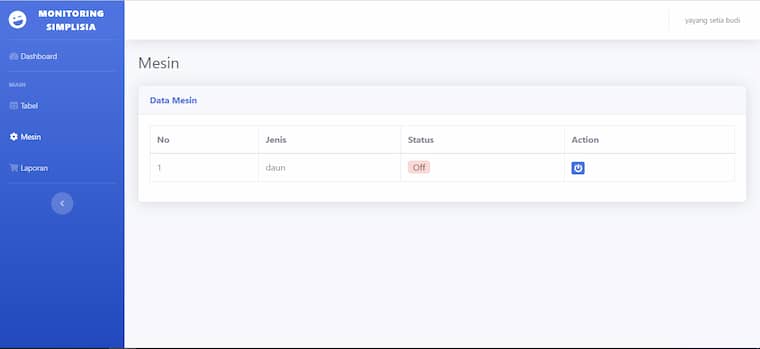 MONITORING
SIMPLISIA
yayang setia budi
Dashboard
MAIN
Tabel
Mesin
Laporan
Mesin
Data Mesin
No Jenis Status Action
1 daun Off